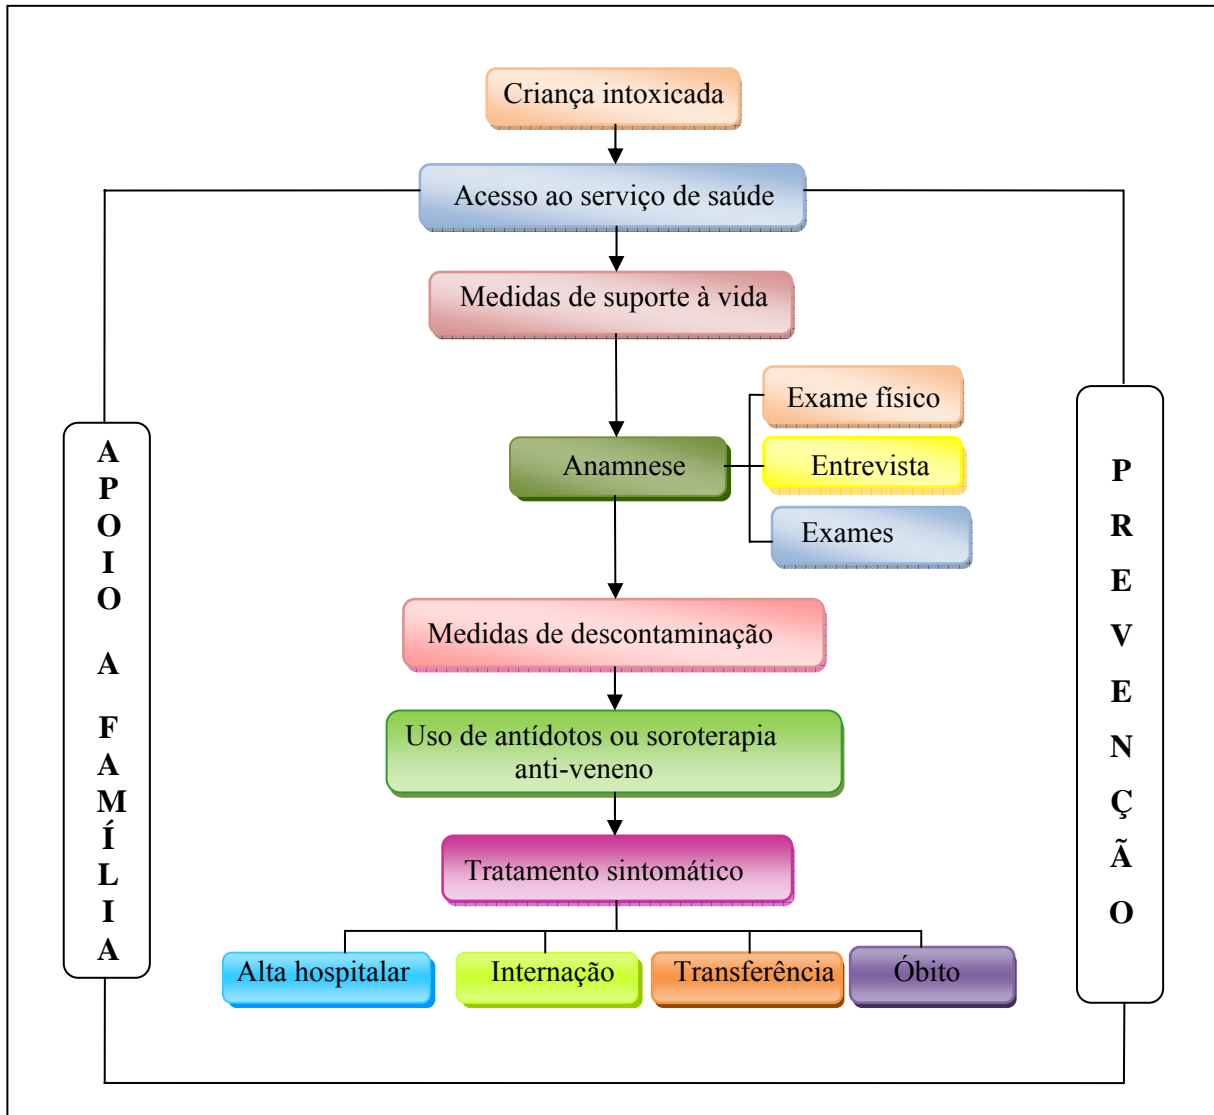 Criança intoxicada
Acesso ao serviço de saúde
Medidas de suporte à vida
Exame físico
Anamnese
Entrevista
Exames
Medidas de descontaminação
Uso de antídotos ou soroterapia
anti-veneno
Tratamento sintomático
Alta hospitalar
Internação
Transferência
Óbito
APOIO A FAMÍLIA
PREVENÇÃO